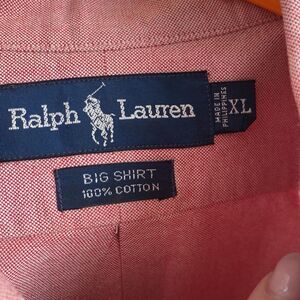 Ralph Lauren
MADE IN
PHILIPPINES
XL
BIG SHIRT
100% COTTON